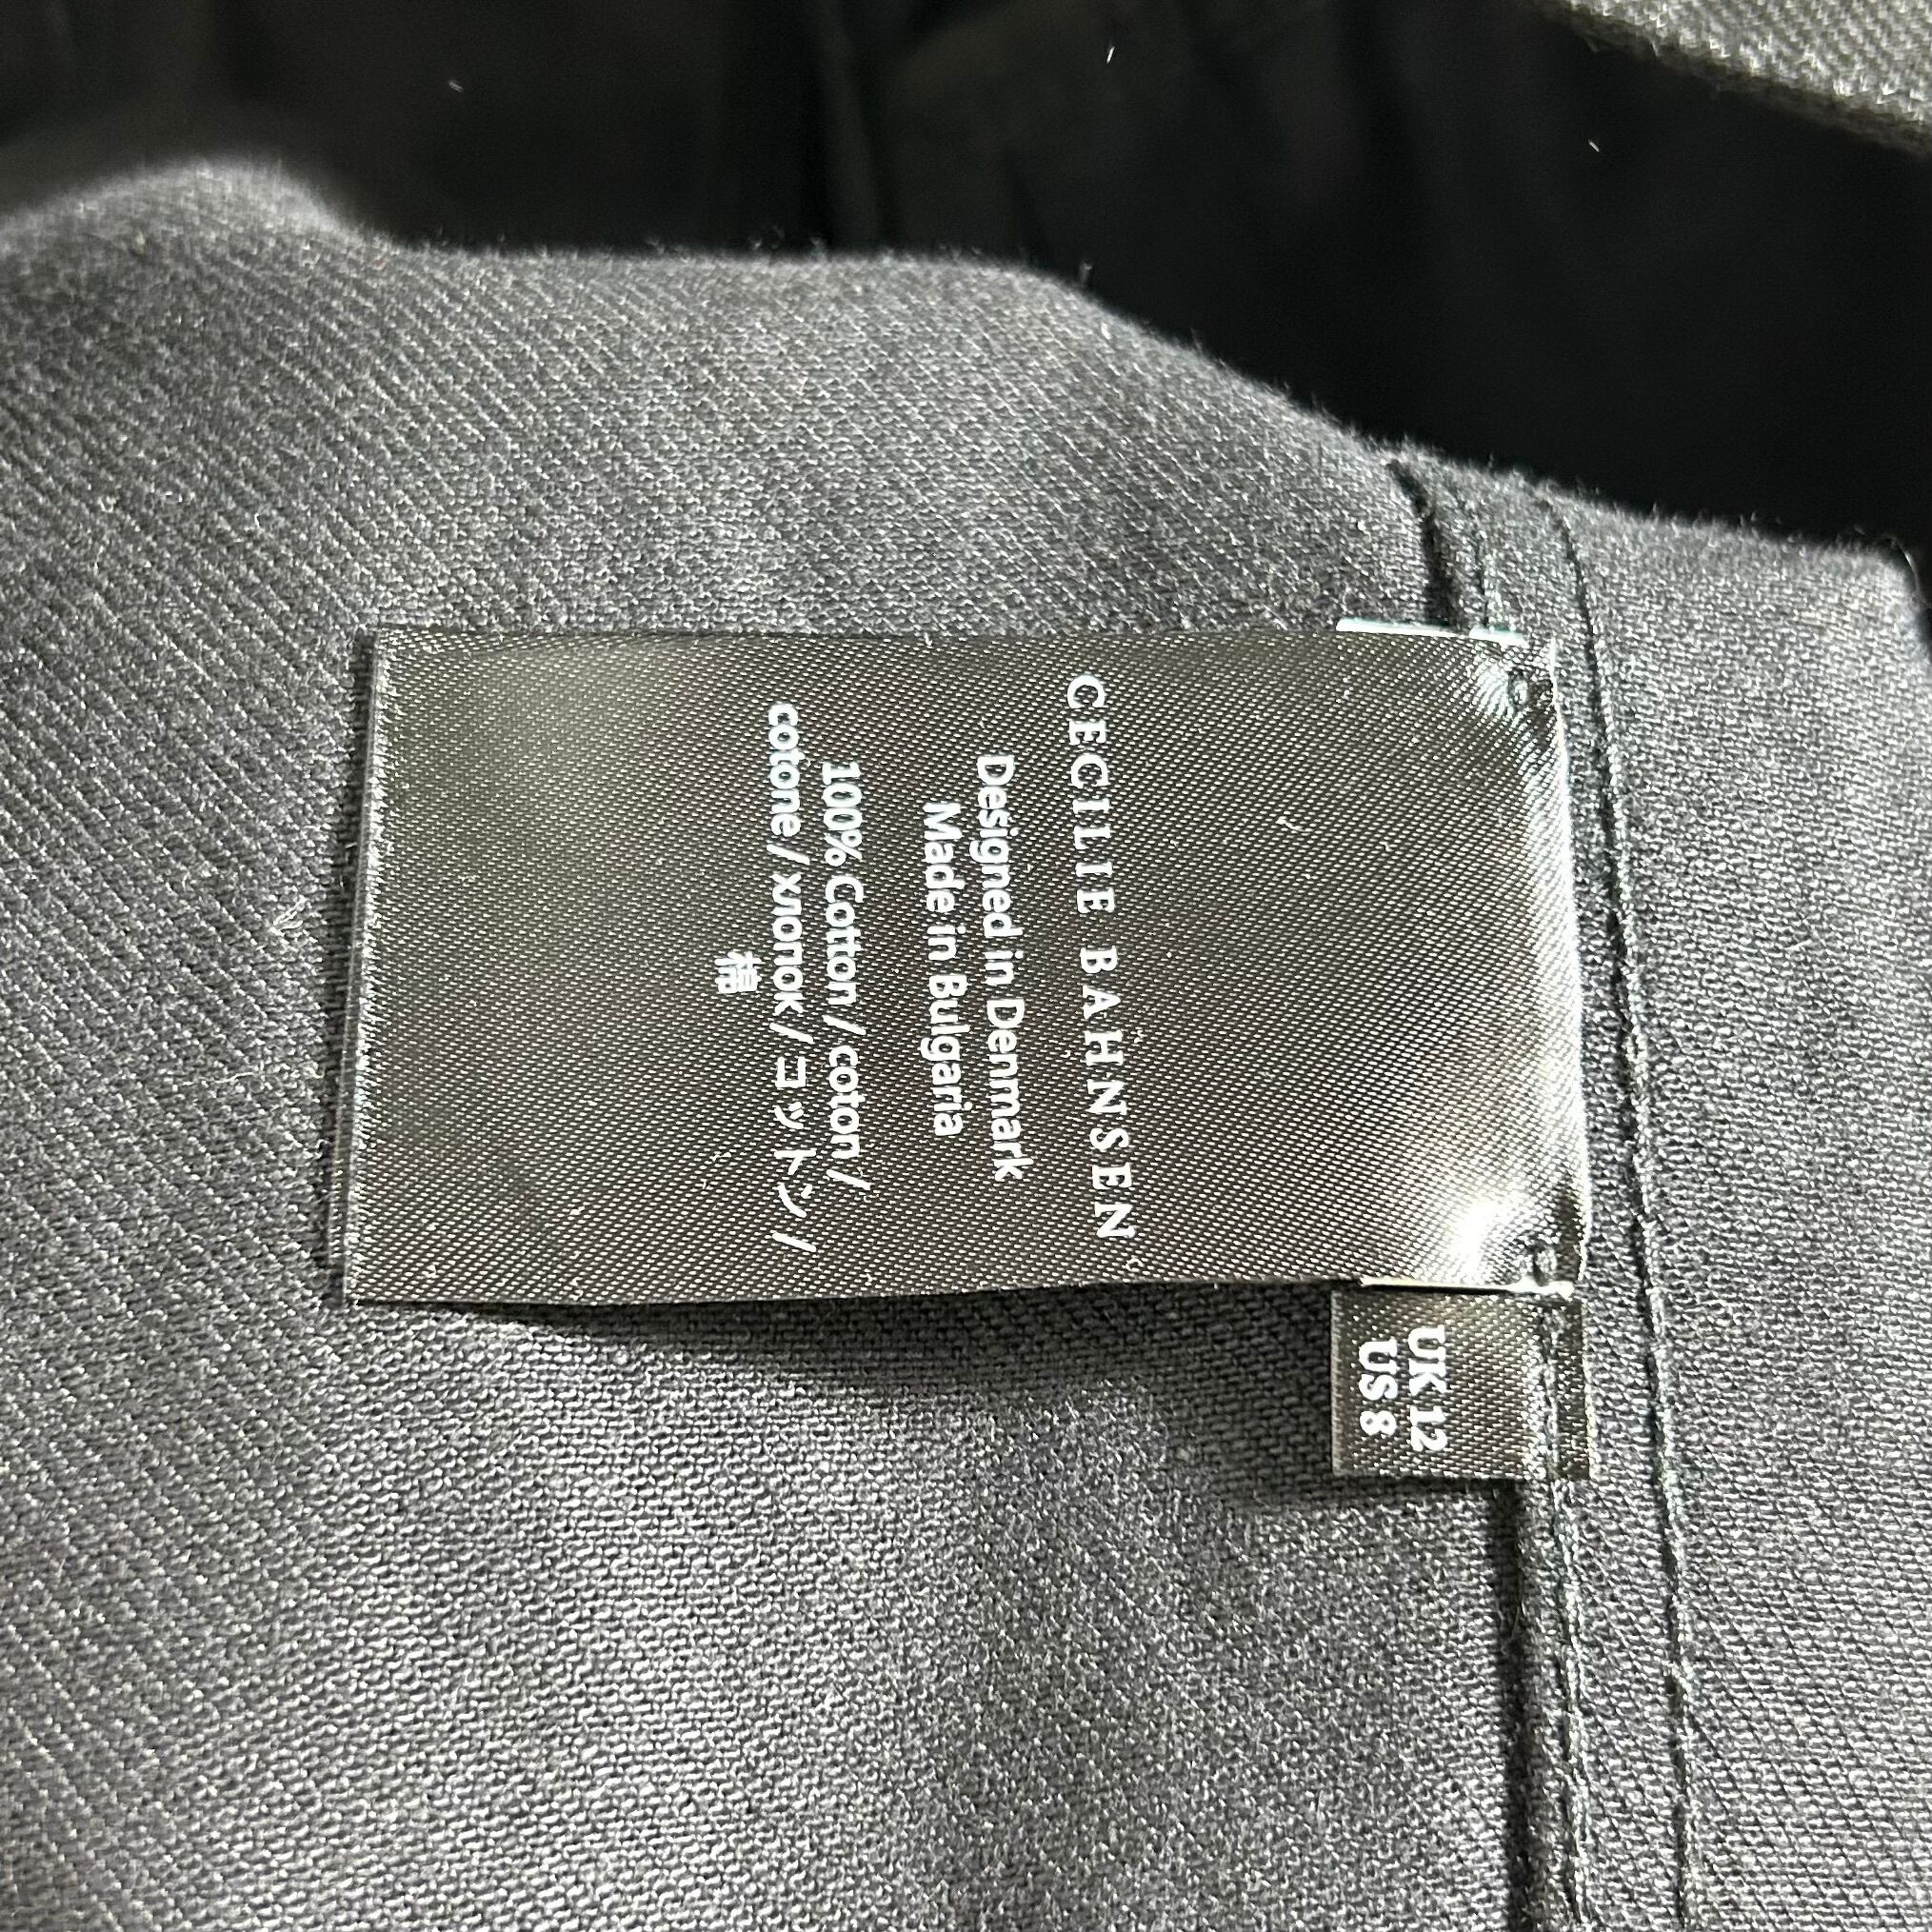 CECILIE BAHNSEN
Designed in Denmark
Made in Bulgaria
100% Cotton/ coton/
cotone/ хлопок/ コットン/
棉
UK 12
US 8